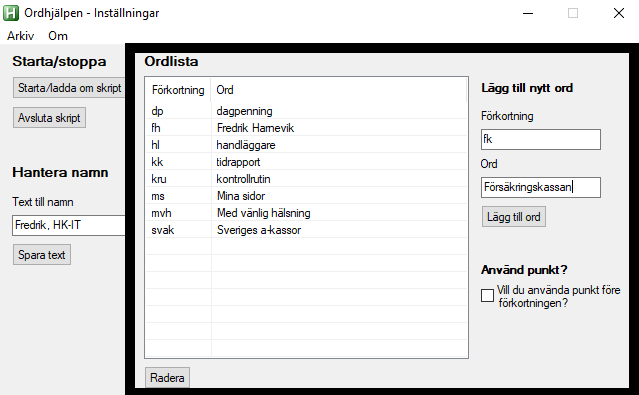 Ordhjälpen - Inställningar
Arkiv Om
Starta/stoppa
Starta/ladda om skript
Avsluta skript
Hantera namn
Text till namn
Fredrik, HK-IT
Spara text
Ordlista
Förkortning Ord
dp dagpenning
fh Fredrik Harnevik
hl handläggare
kk tidrapport
kru kontrollrutin
ms Mina sidor
mvh Med vänlig hälsning
svak Sveriges a-kassor
Radera
Lägg till nytt ord
Förkortning
fk
Ord
Försäkringskassan
Lägg till ord
Använd punkt?
Vill du använda punkt före
förkortningen?